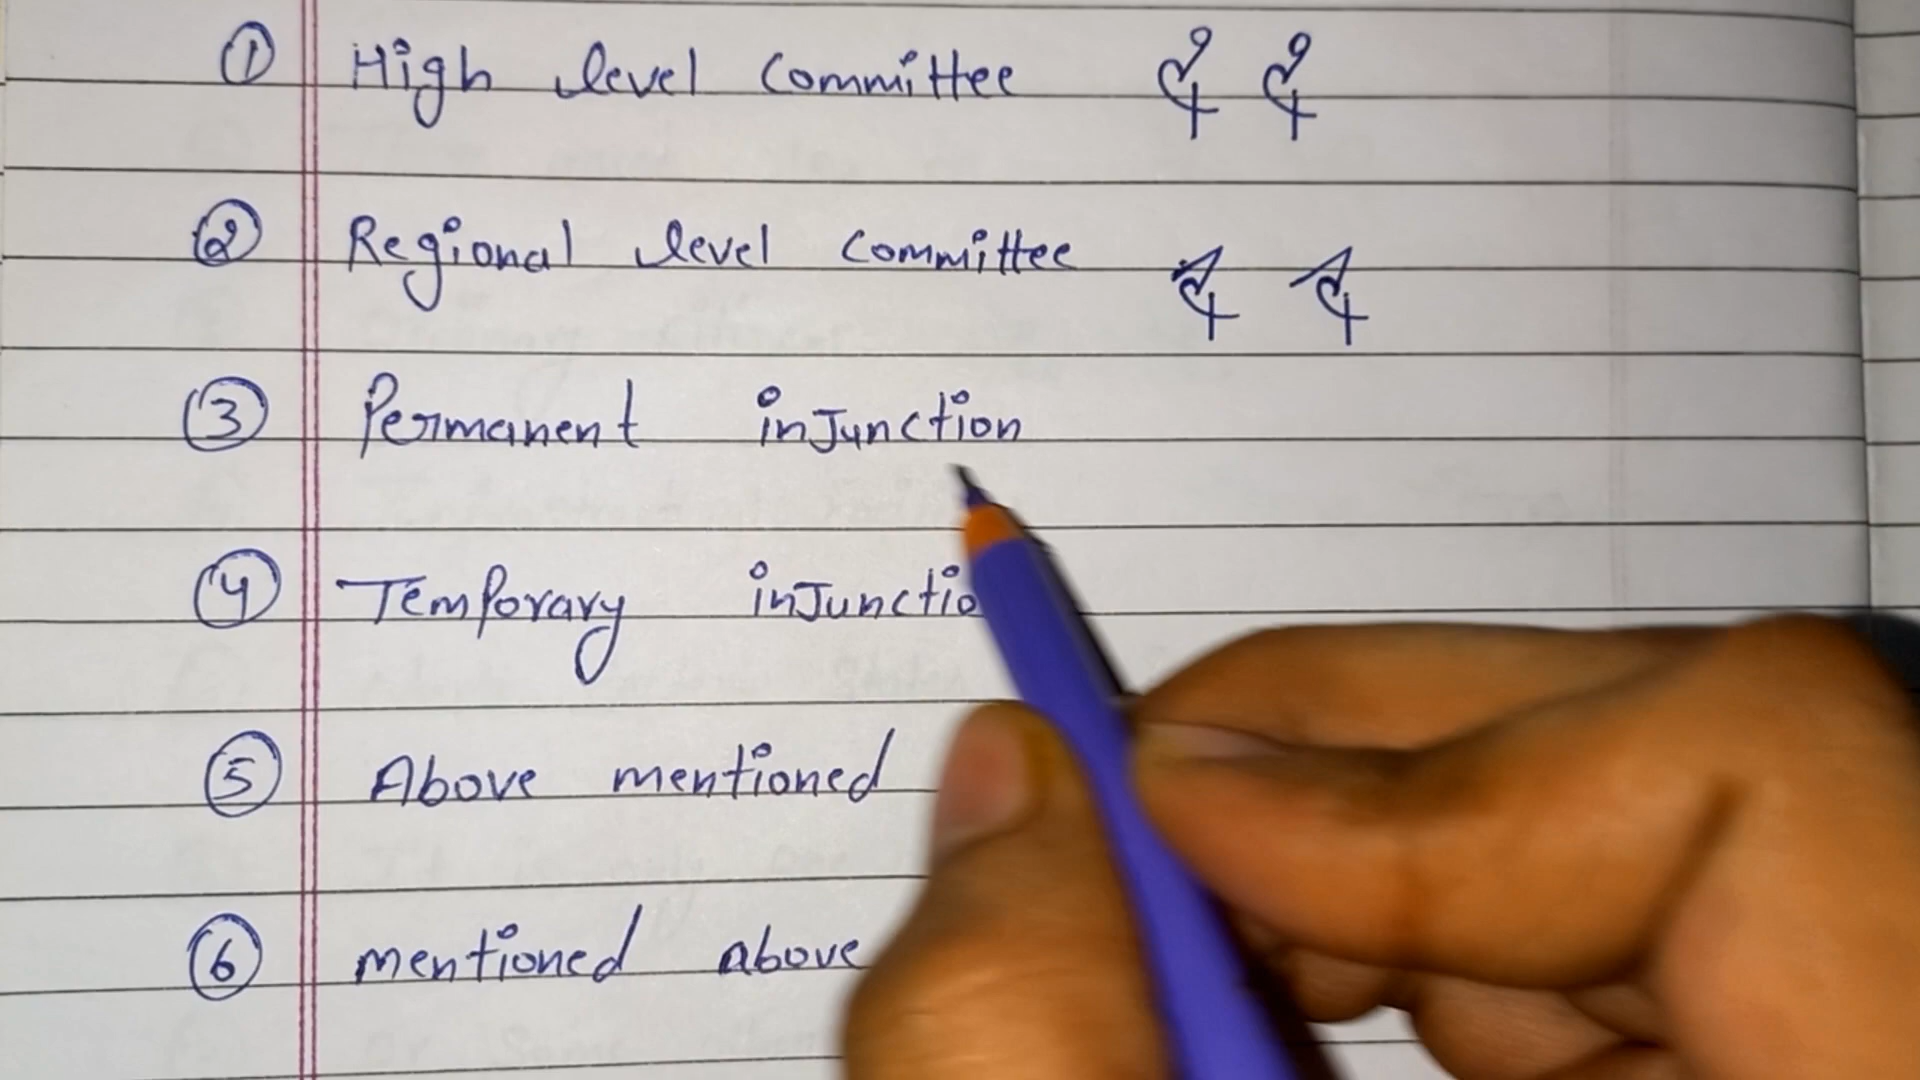 ① High level committee
② Regional level committee
③ Permanent injunction
④ Temporary
⑤ Above mentioned
⑥ mentioned above